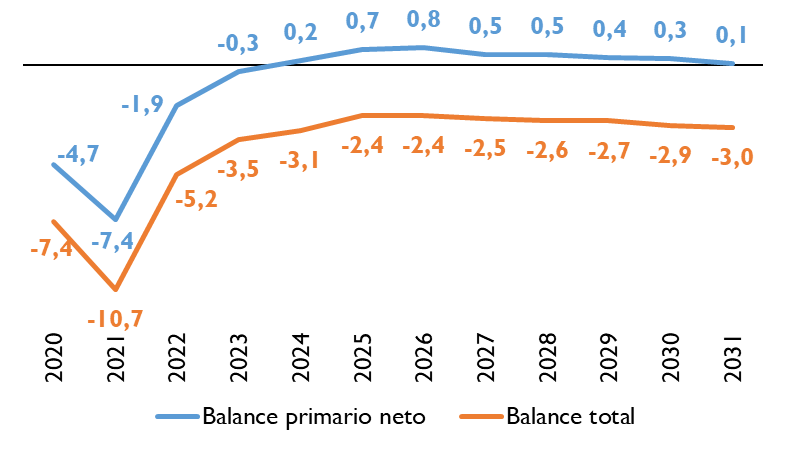 -4,7 -7,4 -1,9 -0,3 0,2 0,7 0,8 0,5 0,5 0,4 0,3 0,1
-7,4 -10,7 -5,2 -3,5 -3,1 -2,4 -2,4 -2,5 -2,6 -2,7 -2,9 -3,0
2020 2021 2022 2023 2024 2025 2026 2027 2028 2029 2030 2031
Balance primario neto Balance total